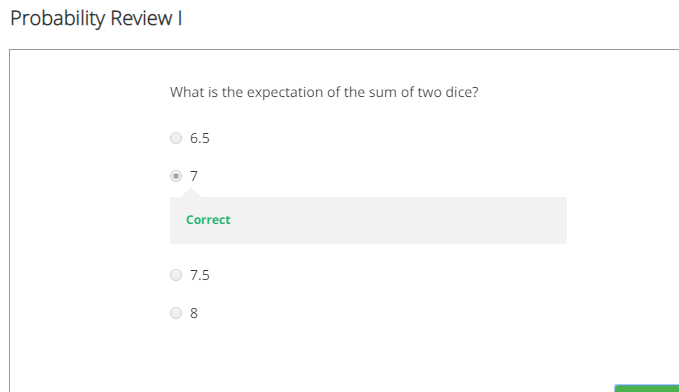 Probability Review I
What is the expectation of the sum of two dice?
6.5
7
Correct
7.5
8